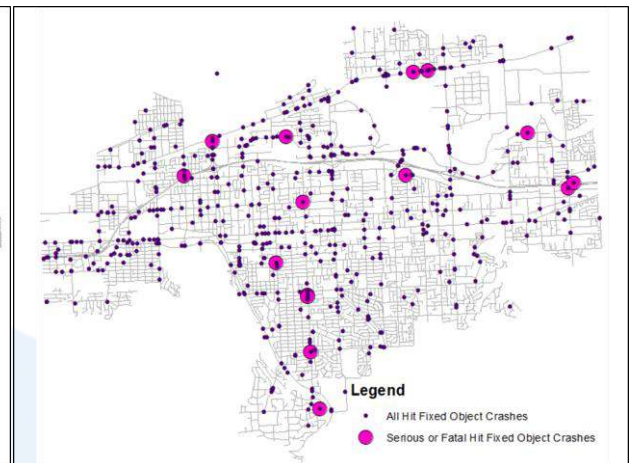 Legend
All Hit Fixed Object Crashes
Serious or Fatal Hit Fixed Object Crashes